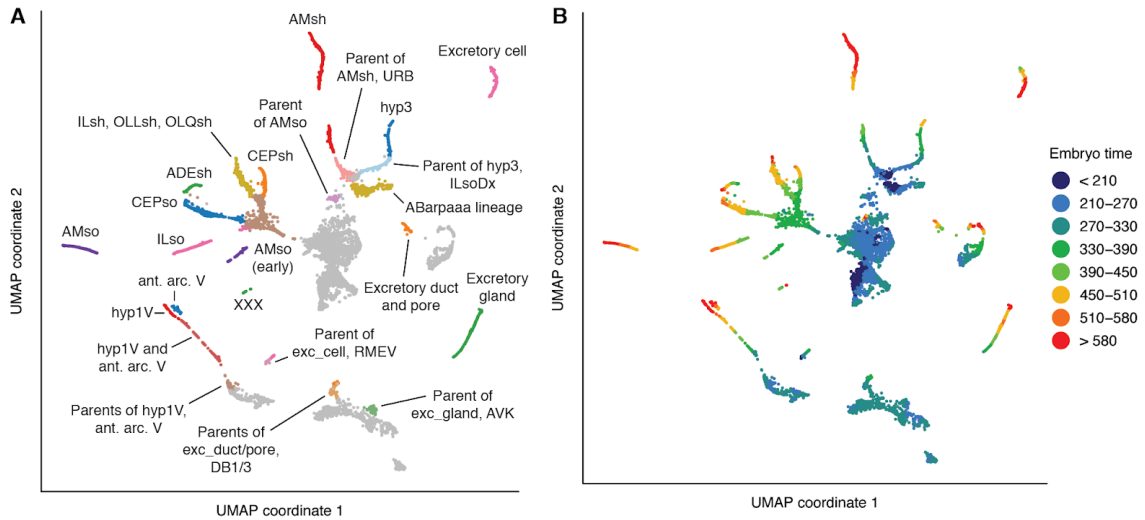 A
AMsh
Excretory cell
Parent of
AMsh, URB
Parent
of AMso
hyp3
ILsh, OLLsh, OLQsh
CEPsh
Parent of hyp3,
ILsoDx
ADEsh
CEPso
ABarpaaa lineage
AMso
ILso
AMso
(early)
ant. arc. V
XXX
Excretory duct
and pore
Excretory
gland
hyp1V
hyp1V and
ant. arc. V
Parent of
exc_cell, RMEV
Parents of hyp1V,
ant. arc. V
Parents of
exc_duct/pore,
DB1/3
Parent of
exc_gland, AVK
UMAP coordinate 2
UMAP coordinate 1
B
UMAP coordinate 2
UMAP coordinate 1
Embryo time
< 210
210–270
270–330
330–390
390–450
450–510
510–580
> 580